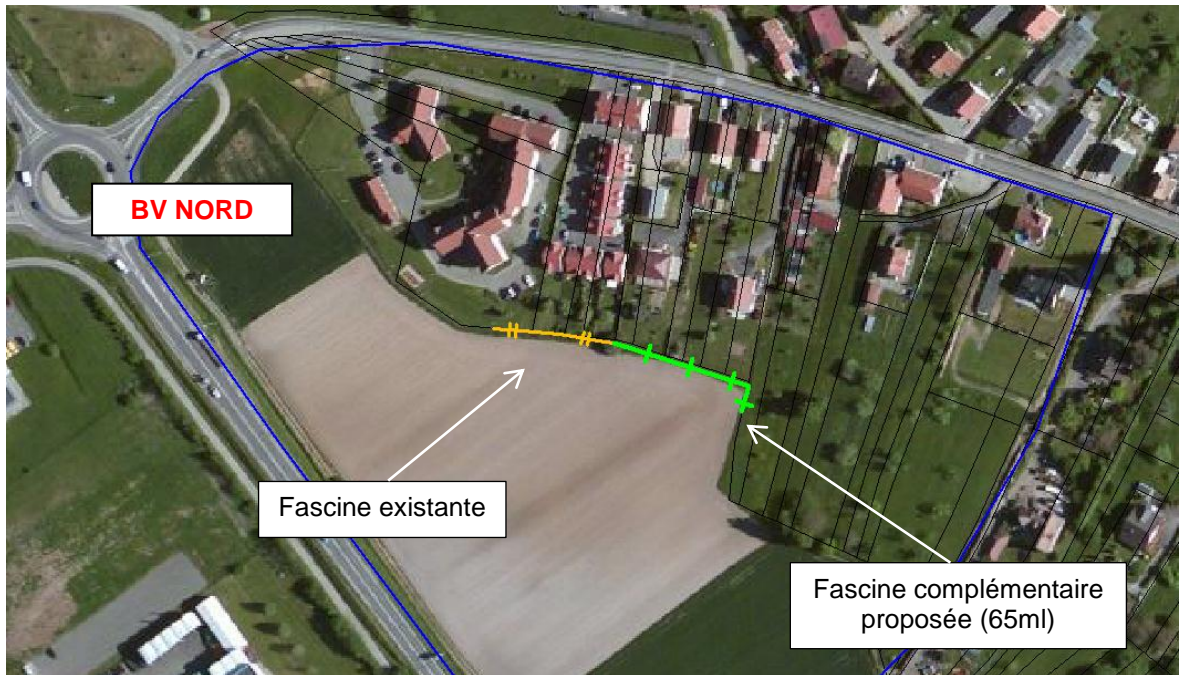 BV NORD
Fascine existante
Fascine complémentaire
proposée (65ml)